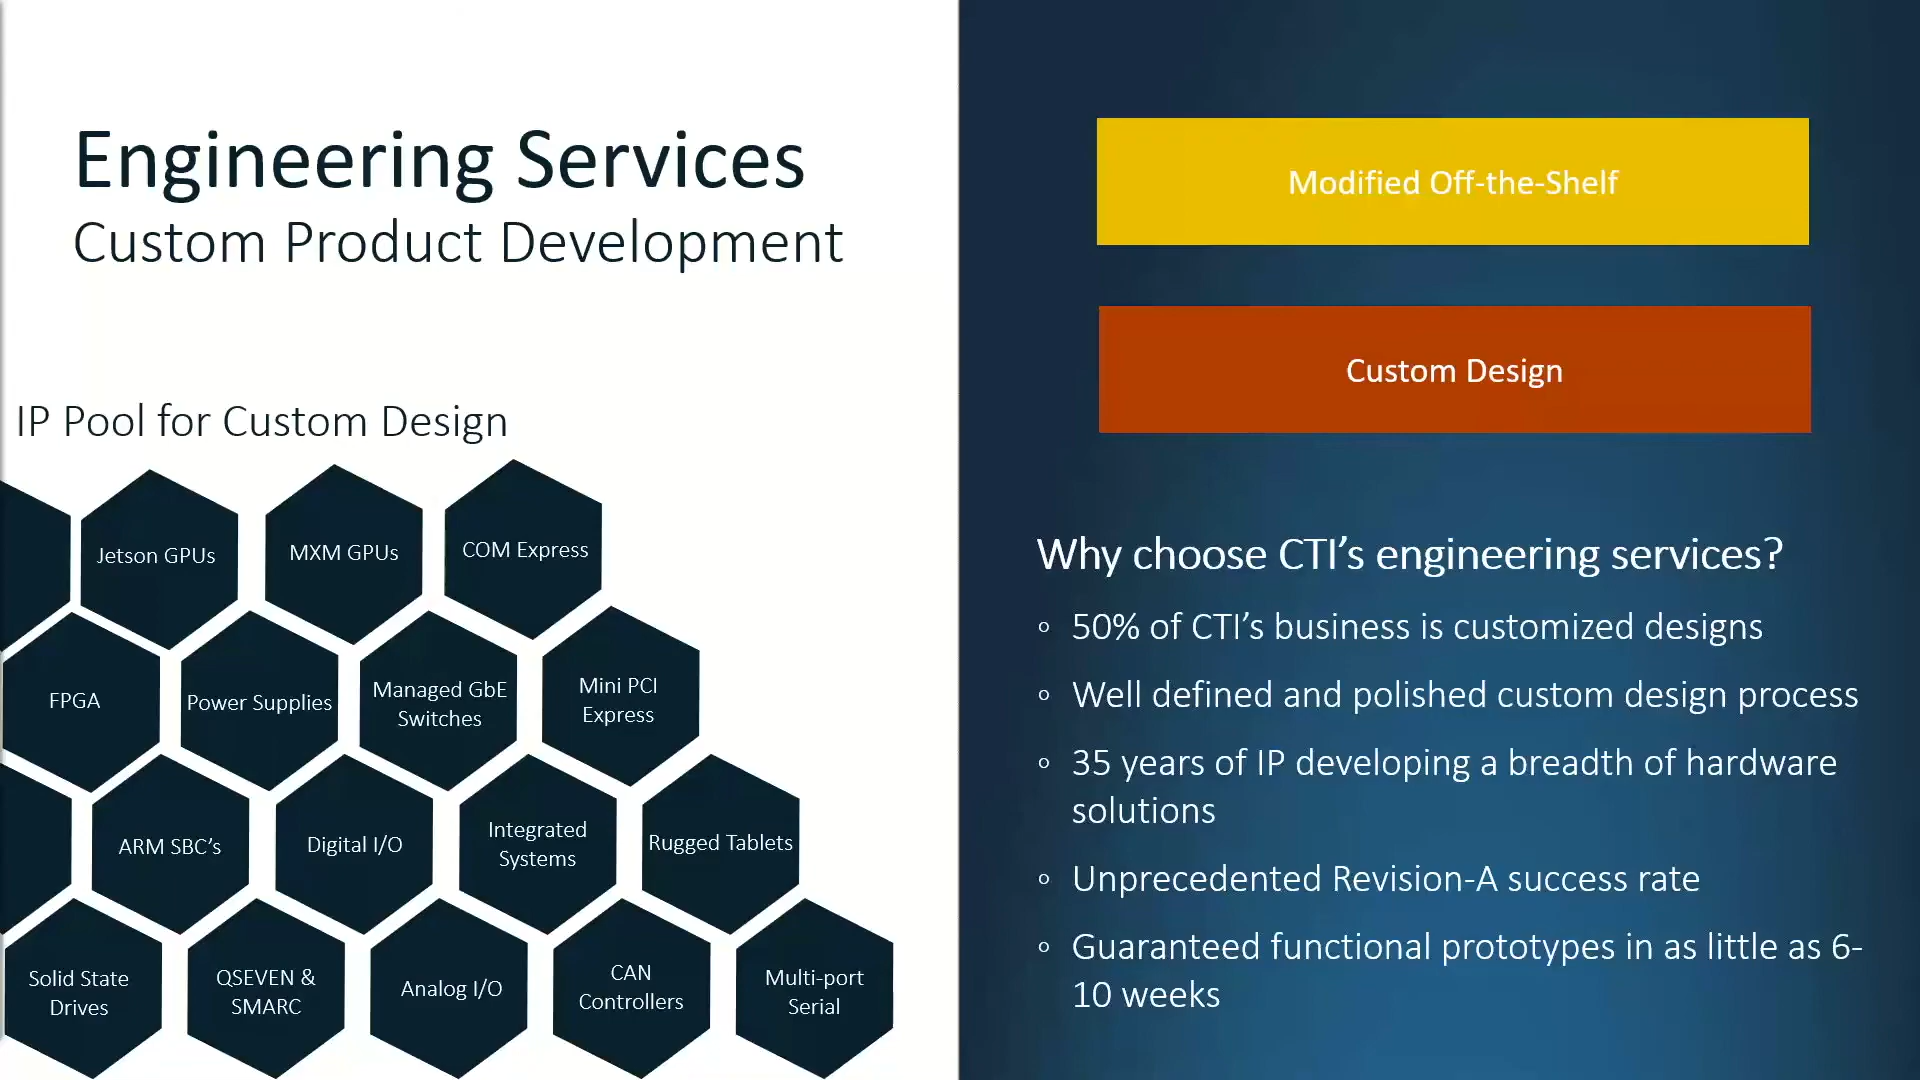 Engineering Services
Custom Product Development
IP Pool for Custom Design
Jetson GPUs
MXM GPUs
COM Express
FPGA
Power Supplies
Managed GbE
Switches
Mini PCI
Express
ARM SBC’s
Digital I/O
Integrated
Systems
Rugged Tablets
Solid State
Drives
QSEVEN &
SMARC
Analog I/O
CAN
Controllers
Multi-port
Serial
Modified Off-the-Shelf
Custom Design
Why choose CTI’s engineering services?
◦ 50% of CTI’s business is customized designs
◦ Well defined and polished custom design process
◦ 35 years of IP developing a breadth of hardware
solutions
◦ Unprecedented Revision-A success rate
◦ Guaranteed functional prototypes in as little as 6-
10 weeks